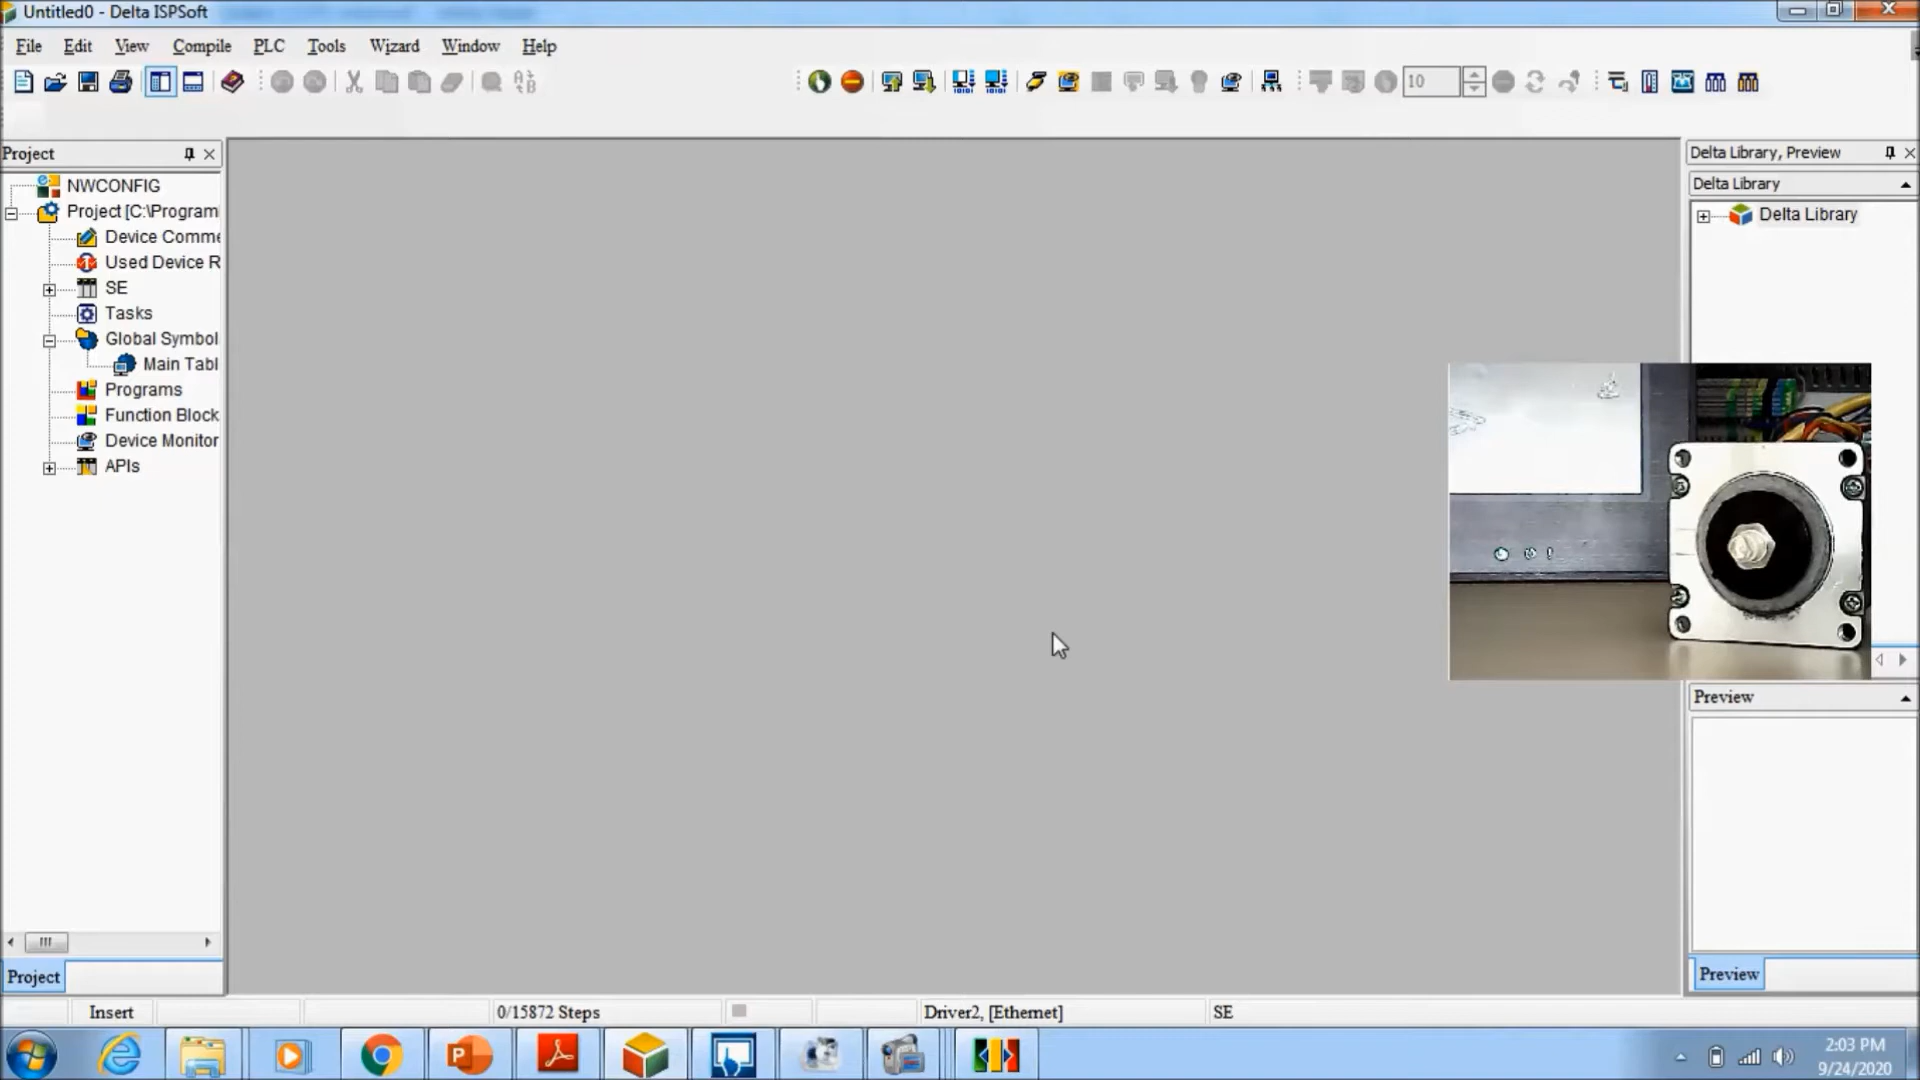 Untitled0 - Delta ISPSoft
File Edit View Compile PLC Tools Wizard Window Help
10
Project
NWCONFIG
Project [C:\Program
Device Comme
Used Device R
SE
Tasks
Global Symbol
Main Tabl
Programs
Function Block
Device Monitor
APIs
Project
Delta Library, Preview
Delta Library
Delta Library
Preview
Preview
Insert 0/15872 Steps Driver2, [Ethernet] SE
2:03 PM
9/24/2020